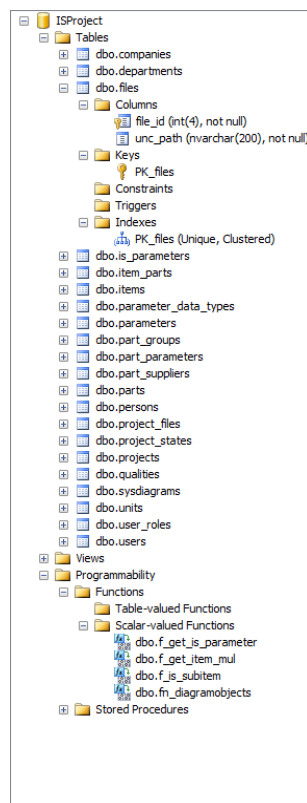 ISProject
Tables
dbo.companies
dbo.departments
dbo.files
Columns
file_id (int(4), not null)
unc_path (nvarchar(200), not null)
Keys
PK_files
Constraints
Triggers
Indexes
PK_files (Unique, Clustered)
dbo.is_parameters
dbo.item_parts
dbo.items
dbo.parameter_data_types
dbo.parameters
dbo.part_groups
dbo.part_parameters
dbo.part_suppliers
dbo.parts
dbo.persons
dbo.project_files
dbo.project_states
dbo.projects
dbo.qualities
dbo.sysdiagrams
dbo.units
dbo.user_roles
dbo.users
Views
Programmability
Functions
Table-valued Functions
Scalar-valued Functions
dbo.f_get_is_parameter
dbo.f_get_item_mul
dbo.f_is_subitem
dbo.fn_diagramobjects
Stored Procedures